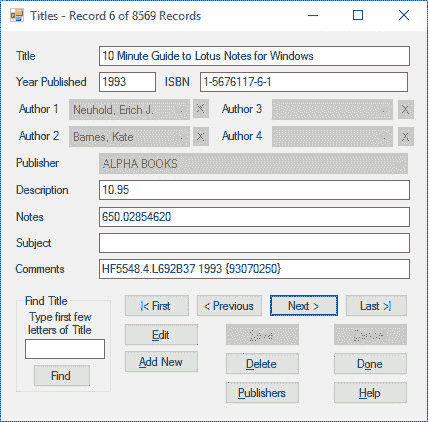 Titles - Record 6 of 8569 Records
Title 10 Minute Guide to Lotus Notes for Windows
Year Published 1993 ISBN 1-5676117-6-1
Author 1 Neuhold, Erich J. X Author 3 X
Author 2 Barnes, Kate X Author 4 X
Publisher ALPHA BOOKS
Description 10.95
Notes 650.02854620
Subject
Comments HF5548.4.L692B37 1993 {93070250}
Find Title
Type first few
letters of Title
Find
|< First < Previous Next > Last >|
Edit Save Cancel
Add New Delete Done
Publishers Help